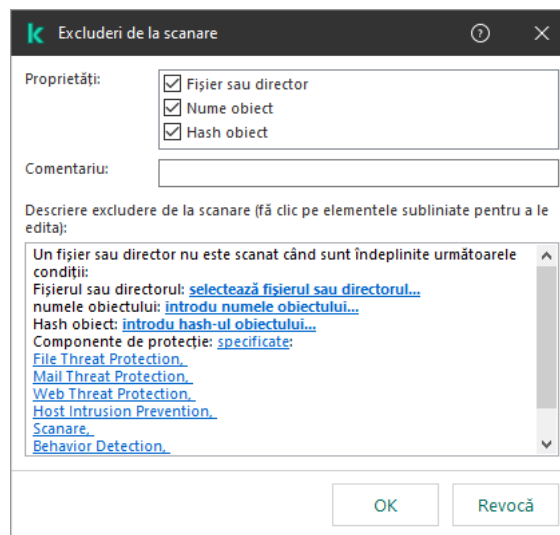 Excluderi de la scanare
Proprietăți:
Fișier sau director
Nume obiect
Hash obiect
Comentariu:
Descriere excludere de la scanare (fă clic pe elementele subliniate pentru a le
edita):
Un fișier sau director nu este scanat când sunt îndeplinite următoarele
condiții:
Fișierul sau directorul: selectează fișierul sau directorul...
numele obiectului: introdu numele obiectului...
Hash obiect: introdu hash-ul obiectului...
Componente de protecție: specificate:
File Threat Protection,
Mail Threat Protection,
Web Threat Protection,
Host Intrusion Prevention,
Scanare,
Behavior Detection,
OK
Revocă